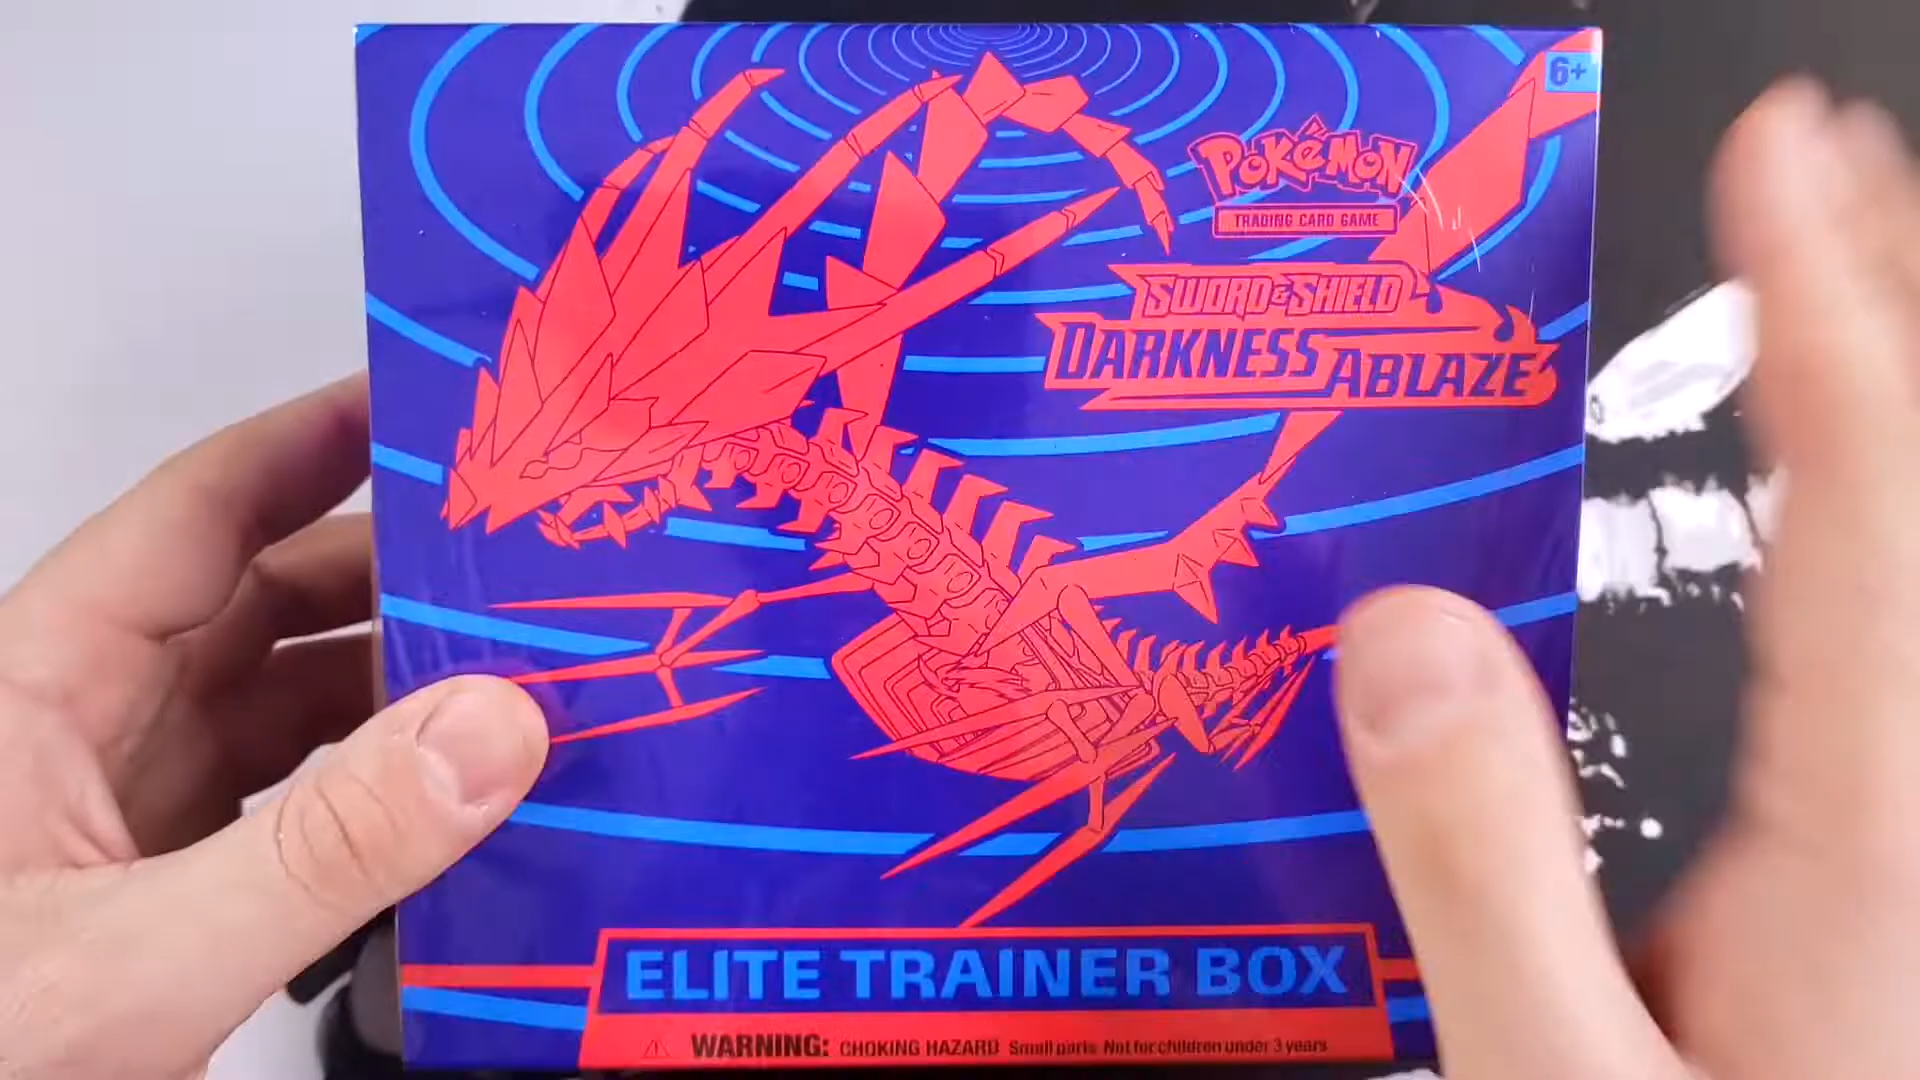 6+
POKéMON
TRADING CARD GAME
SWORD & SHIELD
DARKNESS ABLAZE
ELITE TRAINER BOX
WARNING: CHOKING HAZARD Small parts. Not for children under 3 years